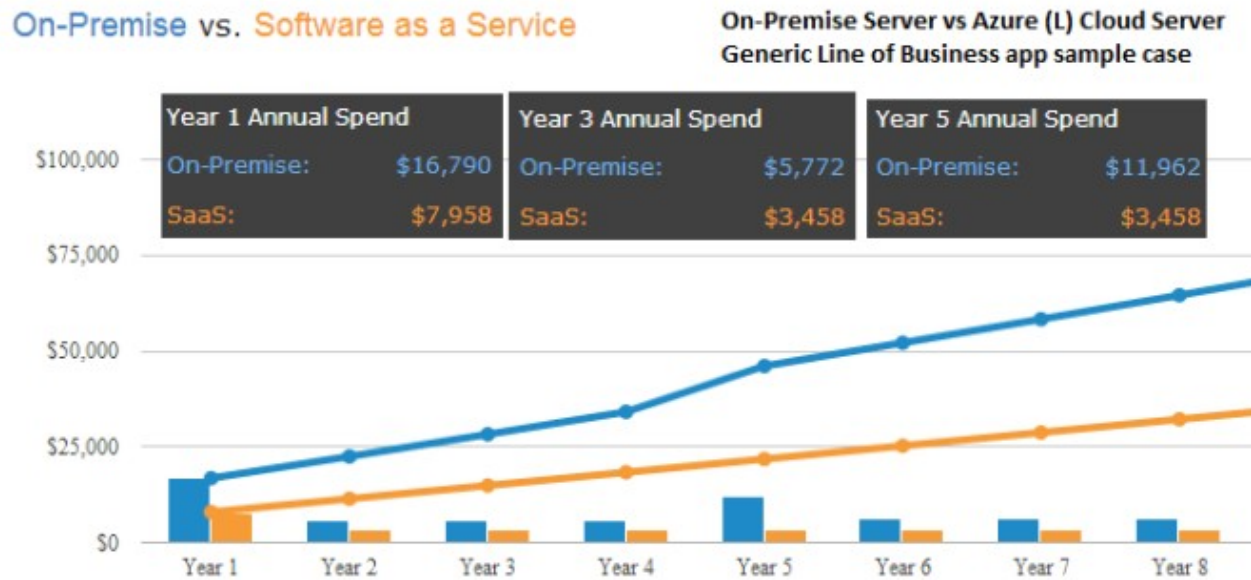 On-Premise vs. Software as a Service
On-Premise Server vs Azure (L) Cloud Server
Generic Line of Business app sample case
Year 1 Annual Spend
On-Premise: $16,790
SaaS: $7,958
Year 3 Annual Spend
On-Premise: $5,772
SaaS: $3,458
Year 5 Annual Spend
On-Premise: $11,962
SaaS: $3,458
$100,000
$75,000
$50,000
$25,000
$0
Year 1
Year 2
Year 3
Year 4
Year 5
Year 6
Year 7
Year 8